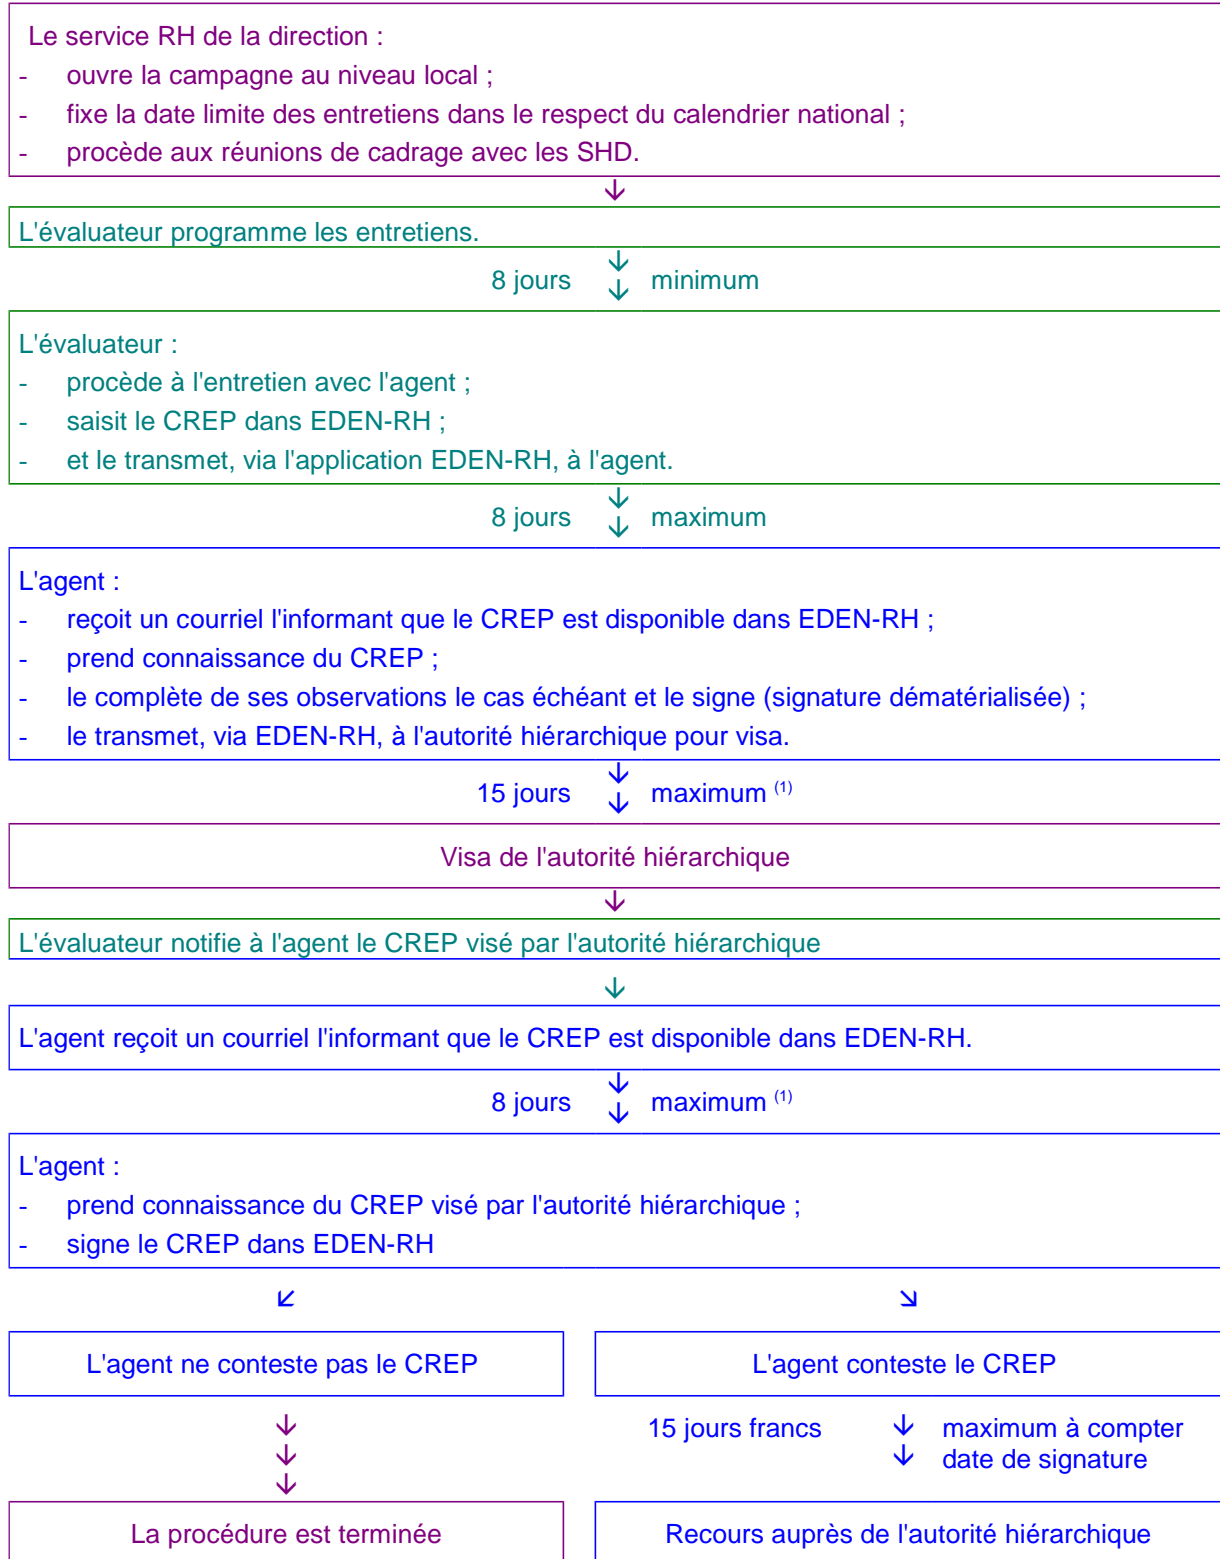 Le service RH de la direction :
- ouvre la campagne au niveau local ;
- fixe la date limite des entretiens dans le respect du calendrier national ;
- procède aux réunions de cadrage avec les SHD.
↓
L'évaluateur programme les entretiens.
8 jours ↓ ↓ minimum
L'évaluateur :
- procède à l'entretien avec l'agent ;
- saisit le CREP dans EDEN-RH ;
- et le transmet, via l'application EDEN-RH, à l'agent.
8 jours ↓ ↓ maximum
L'agent :
- reçoit un courriel l'informant que le CREP est disponible dans EDEN-RH ;
- prend connaissance du CREP ;
- le complète de ses observations le cas échéant et le signe (signature dématérialisée) ;
- le transmet, via EDEN-RH, à l'autorité hiérarchique pour visa.
15 jours ↓ ↓ maximum (1)
Visa de l'autorité hiérarchique
↓
L'évaluateur notifie à l'agent le CREP visé par l'autorité hiérarchique
↓
L'agent reçoit un courriel l'informant que le CREP est disponible dans EDEN-RH.
8 jours ↓ ↓ maximum (1)
L'agent :
- prend connaissance du CREP visé par l'autorité hiérarchique ;
- signe le CREP dans EDEN-RH
↙ ↘
L'agent ne conteste pas le CREP
L'agent conteste le CREP
↓ ↓ ↓
15 jours francs ↓ maximum à compter
↓ date de signature
La procédure est terminée
Recours auprès de l'autorité hiérarchique